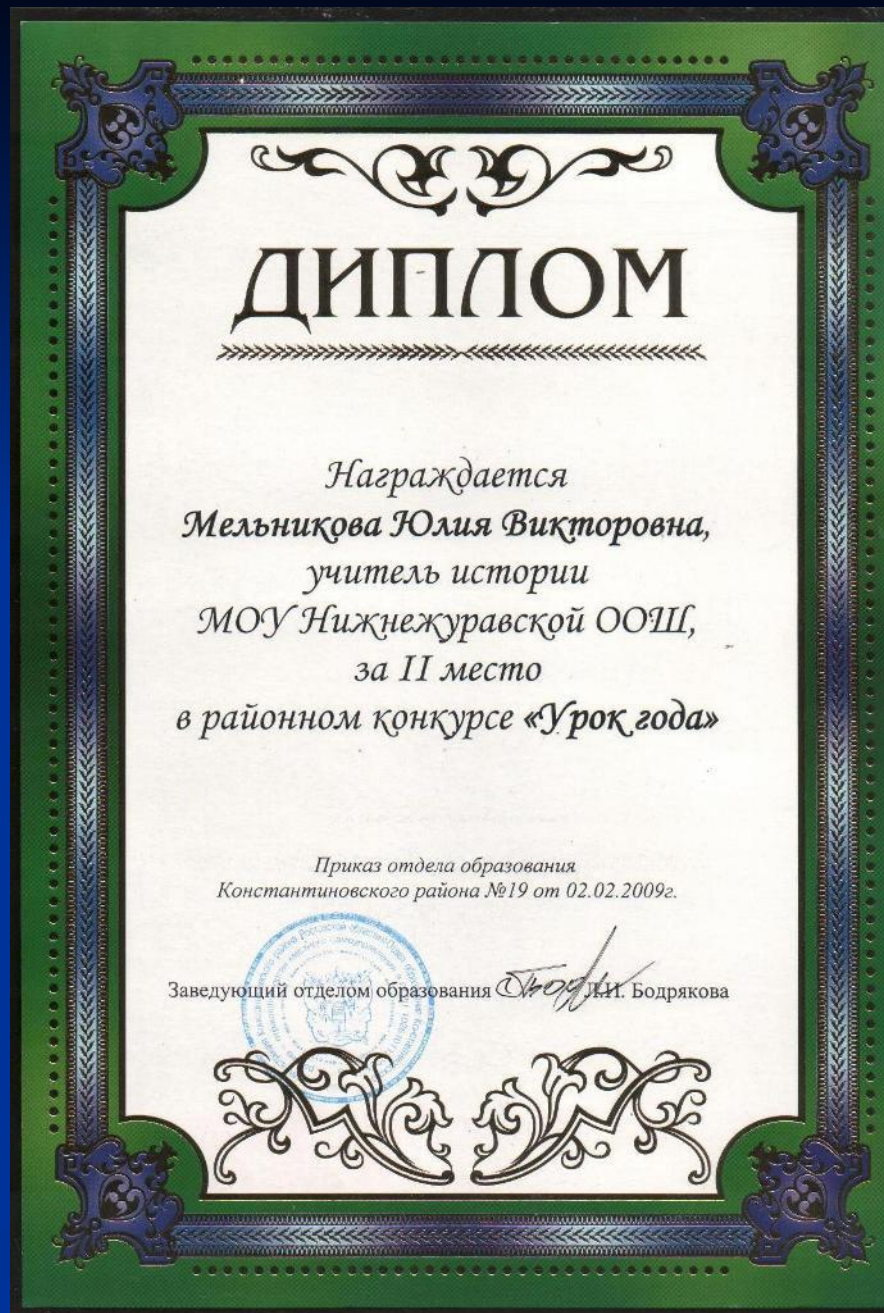 ДИПЛОМ
Награждается
Мельникова Юлия Викторовна,
учитель истории
МОУ Нижнежуравской ООШ,
за II место
в районном конкурсе «Урок года»
Приказ отдела образования
Константиновского района №19 от 02.02.2009г.
Заведующий отделом образования Л.И. Бодрякова